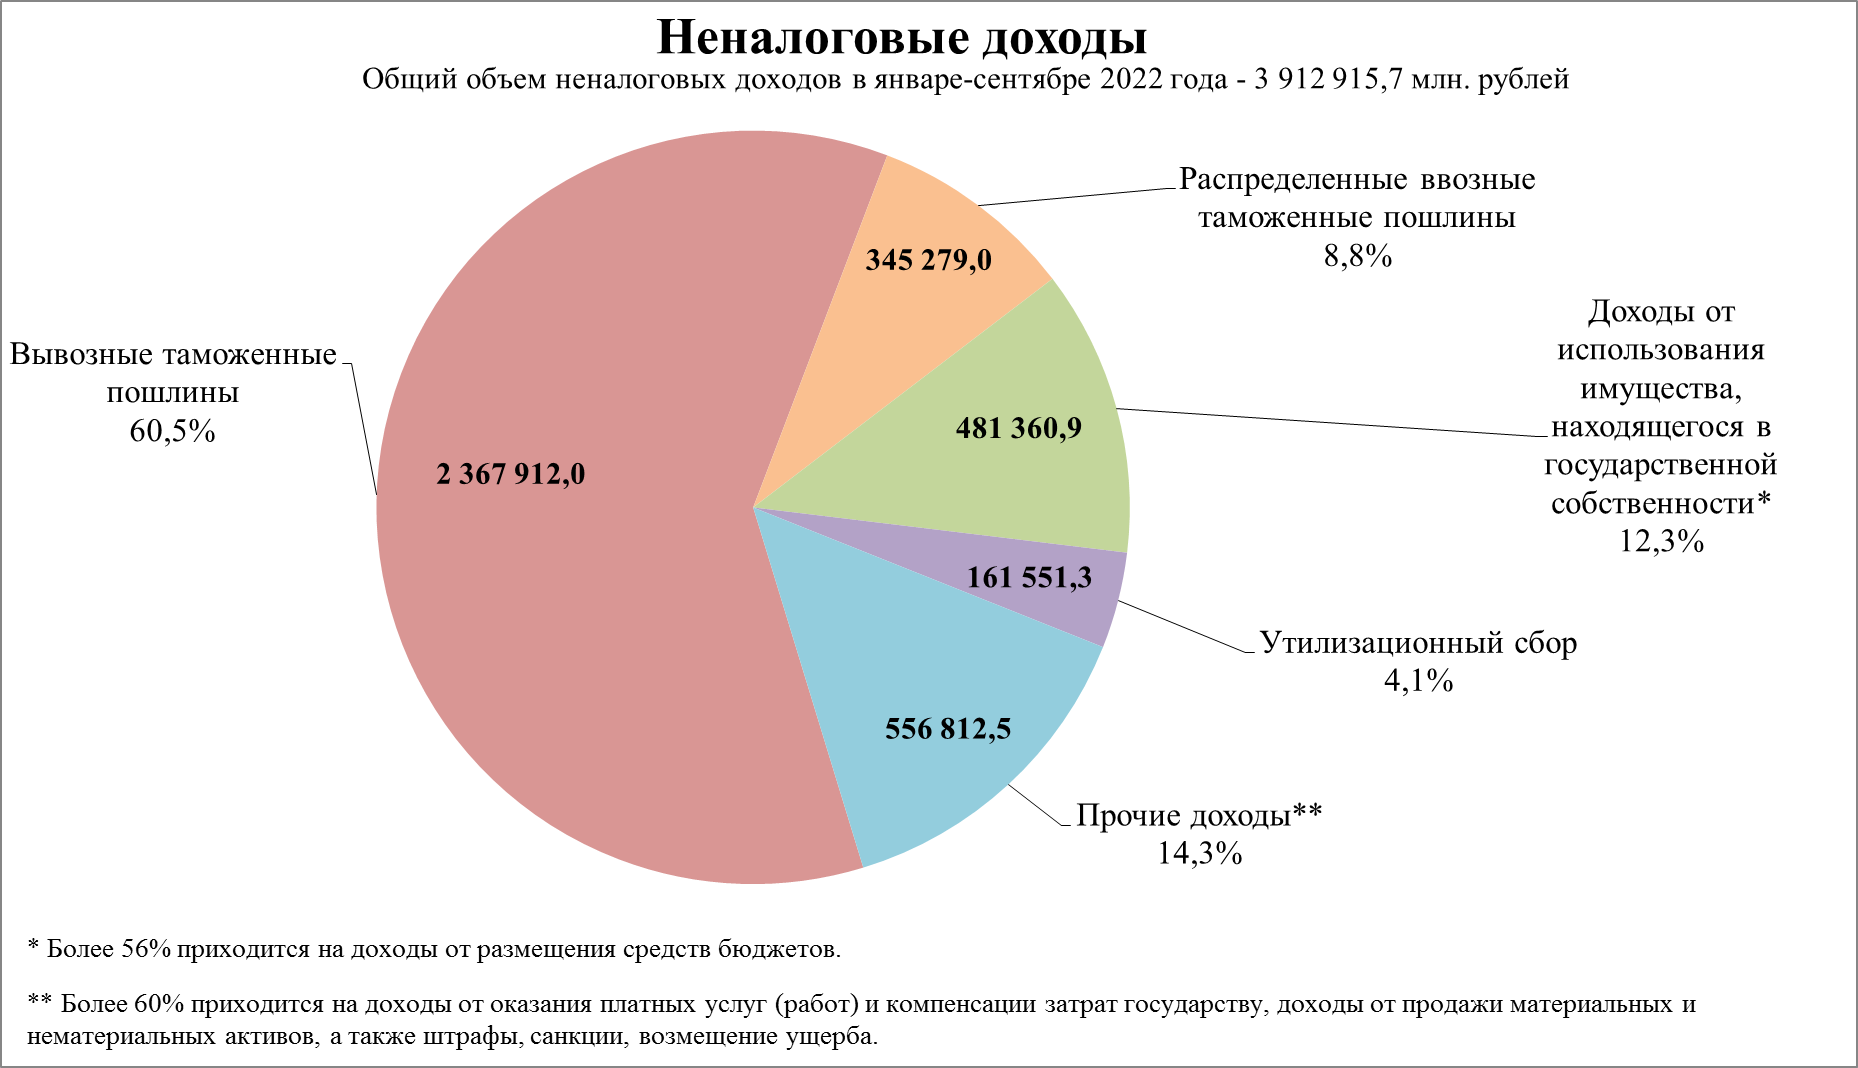 Неналоговые доходы
Общий объем неналоговых доходов в январе-сентябре 2022 года - 3 912 915,7 млн. рублей
Распределенные ввозные
таможенные пошлины
8,8%
345 279,0
Доходы от
использования
имущества,
находящегося в
государственной
собственности*
12,3%
481 360,9
Вывозные таможенные
пошлины
60,5%
2 367 912,0
161 551,3
Утилизационный сбор
4,1%
556 812,5
Прочие доходы**
14,3%
* Более 56% приходится на доходы от размещения средств бюджетов.
** Более 60% приходится на доходы от оказания платных услуг (работ) и компенсации затрат государству, доходы от продажи материальных и
нематериальных активов, а также штрафы, санкции, возмещение ущерба.